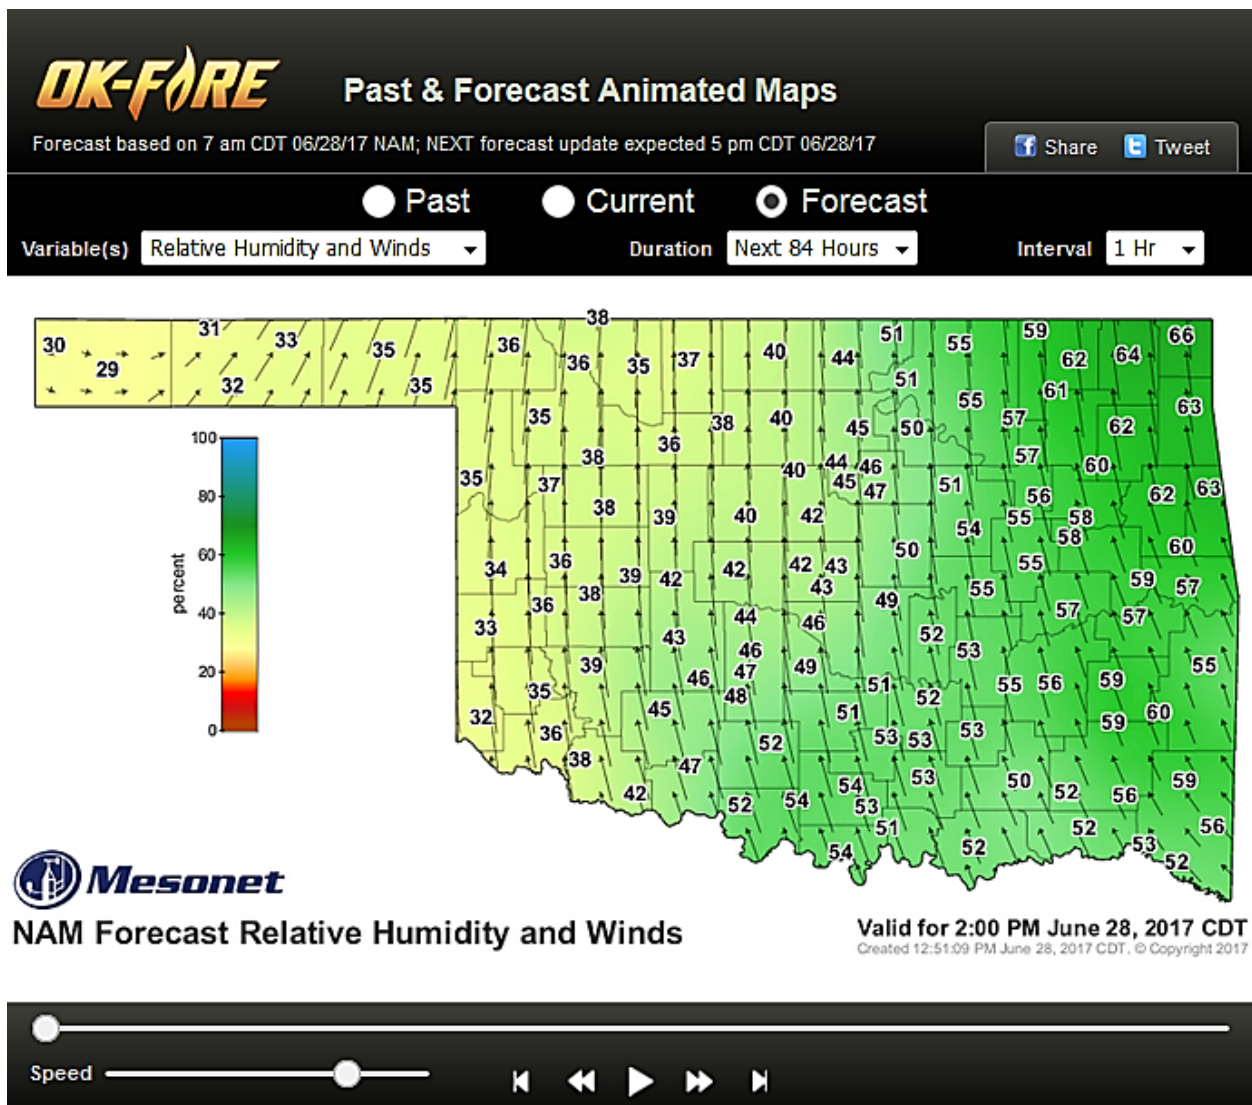 OK-FIRE
Past & Forecast Animated Maps
Forecast based on 7 am CDT 06/28/17 NAM; NEXT forecast update expected 5 pm CDT 06/28/17
Share Tweet
Past Current Forecast
Variable(s) Relative Humidity and Winds Duration Next 84 Hours Interval 1 Hr
38
31 51 59 66
30 33 35 36 40 55
36 35 37 44 62 64
29
32 35 51 61
55 63
35 38 40 57
45 50 62
36
38 57
35 40 44 46 60
37 45 47 51 62 63
56
38 39 40 42 55 58
54 58
50 60
34 36 42 42 43 55
39 42 59
36 38 43 49 55 57
57 57
33 44 46
43 52
46 53
39 47 49 55
35 46 48 51 52 55 56 59
32 45 51 60
36 52 53 53 53 59
38 47
42 53 50 59
52 54 54 52 56
53
51 52 56
54 52 53
52
100
80
60
40
20
0
percent
Mesonet
NAM Forecast Relative Humidity and Winds
Valid for 2:00 PM June 28, 2017 CDT
Created 12:51:09 PM June 28, 2017 CDT. © Copyright 2017
Speed